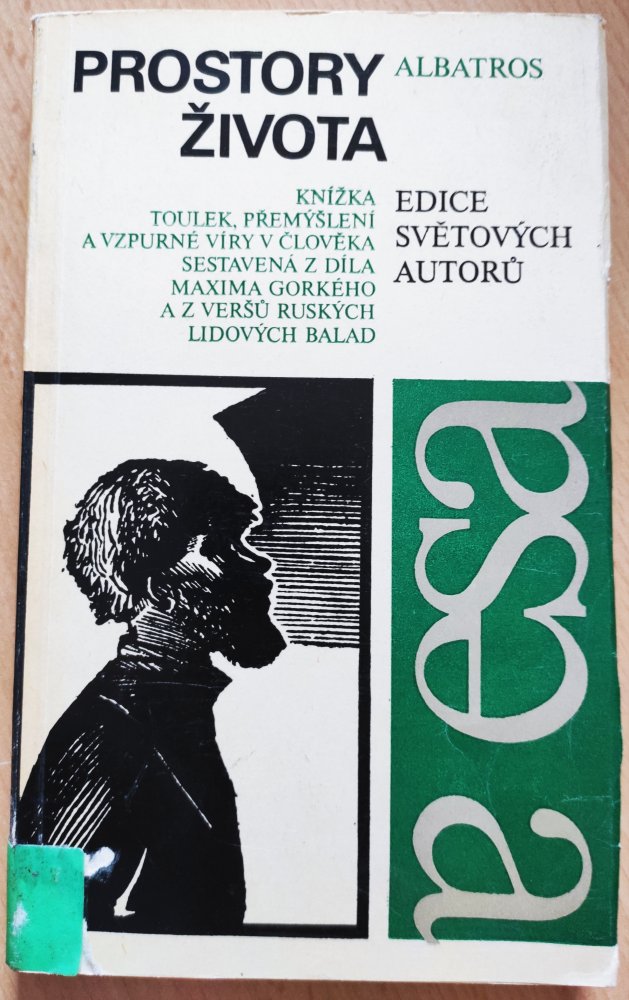 PROSTORY
ŽIVOTA
ALBATROS
KNÍŽKA
TOULEK, PŘEMÝŠLENÍ
A VZPURNÉ VÍRY V ČLOVĚKA
SESTAVENÁ Z DÍLA
MAXIMA GORKÉHO
A Z VERŠŮ RUSKÝCH
LIDOVÝCH BALAD
EDICE
SVĚTOVÝCH
AUTORŮ
a esa